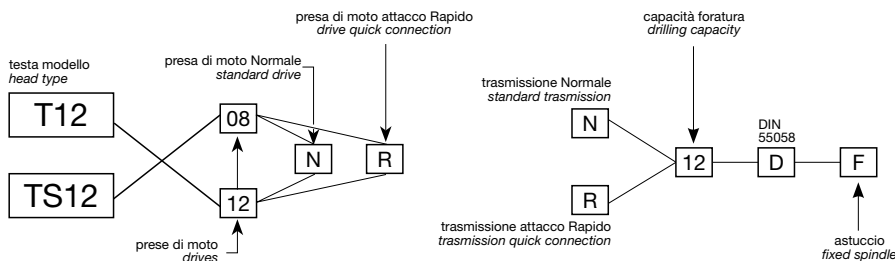 presa di moto attacco Rapido
drive quick connection
capacità foratura
drilling capacity
testa modello
head type
presa di moto Normale
standard drive
trasmissione Normale
standard trasmission
T12
08
N
DIN
55058
N
R
12
D
F
TS12
12
R
prese di moto
drives
trasmissione attacco Rapido
trasmission quick connection
astuccio
fixed spindle